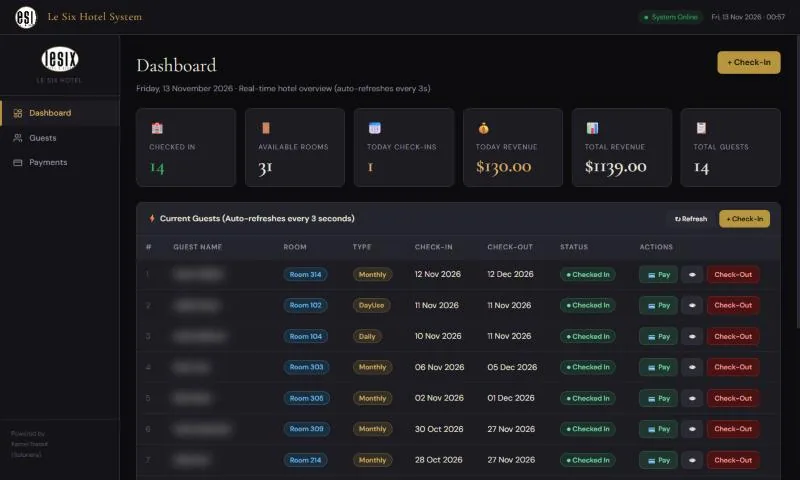 esi Le Six Hotel System
System Online Fri, 13 Nov 2026 · 00:57
lesix
LE SIX HOTEL
Dashboard
Guests
Payments
Powered by
Dashboard
+ Check-In
Friday, 13 November 2026 · Real-time hotel overview (auto-refreshes every 3s)
CHECKED IN
14
AVAILABLE ROOMS
31
TODAY CHECK-INS
1
TODAY REVENUE
$130.00
TOTAL REVENUE
$1139.00
TOTAL GUESTS
14
Current Guests (Auto-refreshes every 3 seconds)
↻ Refresh + Check-In
# GUEST NAME ROOM TYPE CHECK-IN CHECK-OUT STATUS ACTIONS
1 Room 314 Monthly 12 Nov 2026 12 Dec 2026 Checked In Pay Check-Out
2 Room 102 DayUse 11 Nov 2026 11 Nov 2026 Checked In Pay Check-Out
3 Room 104 Daily 10 Nov 2026 11 Nov 2026 Checked In Pay Check-Out
4 Room 303 Monthly 06 Nov 2026 05 Dec 2026 Checked In Pay Check-Out
5 Room 305 Monthly 02 Nov 2026 01 Dec 2026 Checked In Pay Check-Out
6 Room 309 Monthly 30 Oct 2026 27 Nov 2026 Checked In Pay Check-Out
7 Room 214 Monthly 28 Oct 2026 27 Nov 2026 Checked In Pay Check-Out